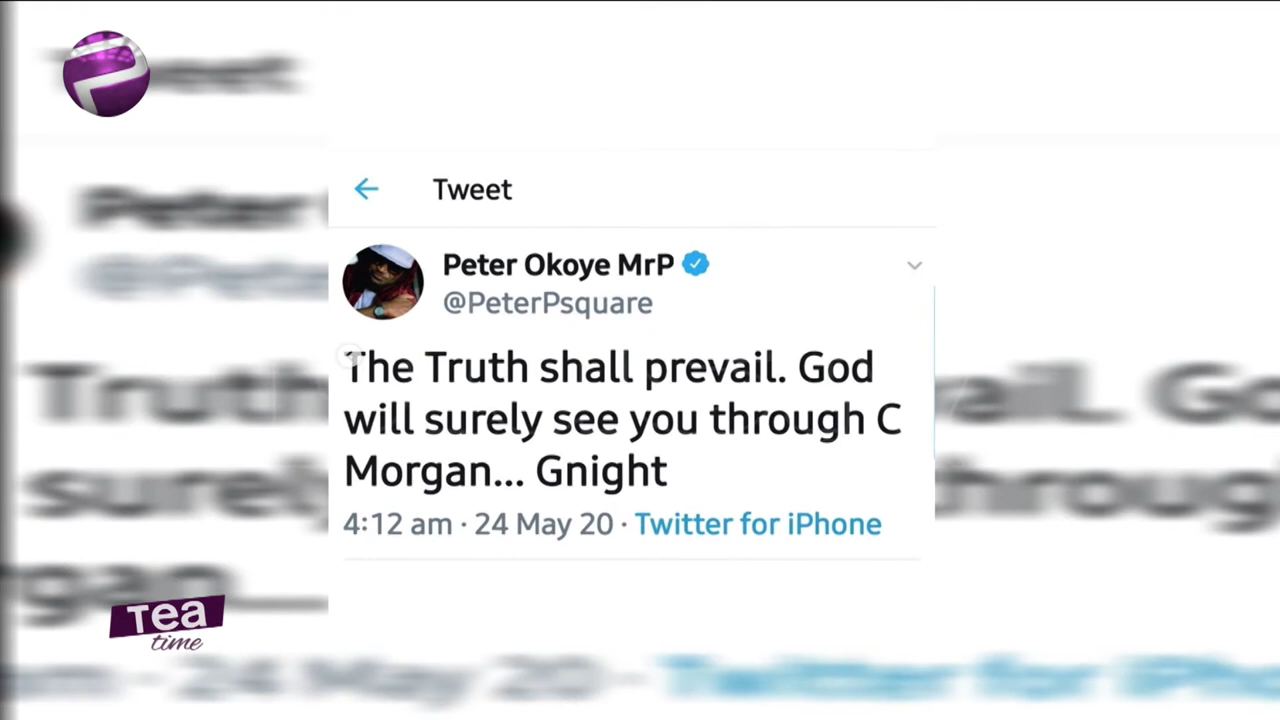 Tweet
Peter Okoye MrP
@PeterPsquare
The Truth shall prevail. God
will surely see you through C
Morgan... Gnight
4:12 am · 24 May 20 · Twitter for iPhone
Tea
time